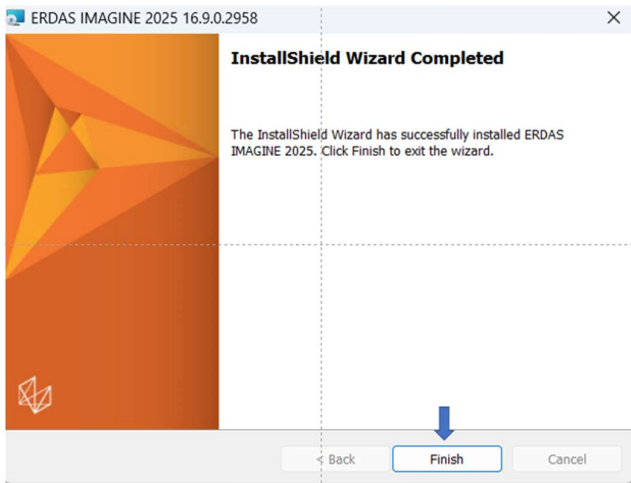 ERDAS IMAGINE 2025 16.9.0.2958
InstallShield Wizard Completed
The InstallShield Wizard has successfully installed ERDAS
IMAGINE 2025. Click Finish to exit the wizard.
< Back Finish Cancel